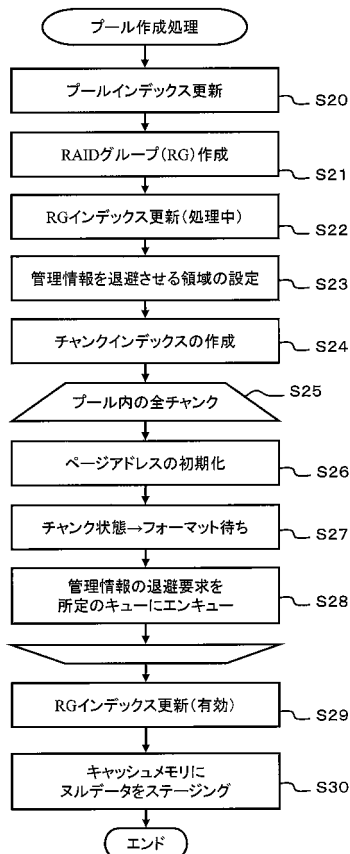 プール作成処理
プールインデックス更新
S20
RAIDグループ(RG)作成
S21
RGインデックス更新(処理中)
S22
管理情報を退避させる領域の設定
S23
チャンクインデックスの作成
S24
プール内の全チャンク
S25
ページアドレスの初期化
S26
チャンク状態→フォーマット待ち
S27
管理情報の退避要求を
所定のキューにエンキュー
S28
RGインデックス更新(有効)
S29
キャッシュメモリに
ヌルデータをステージング
S30
エンド